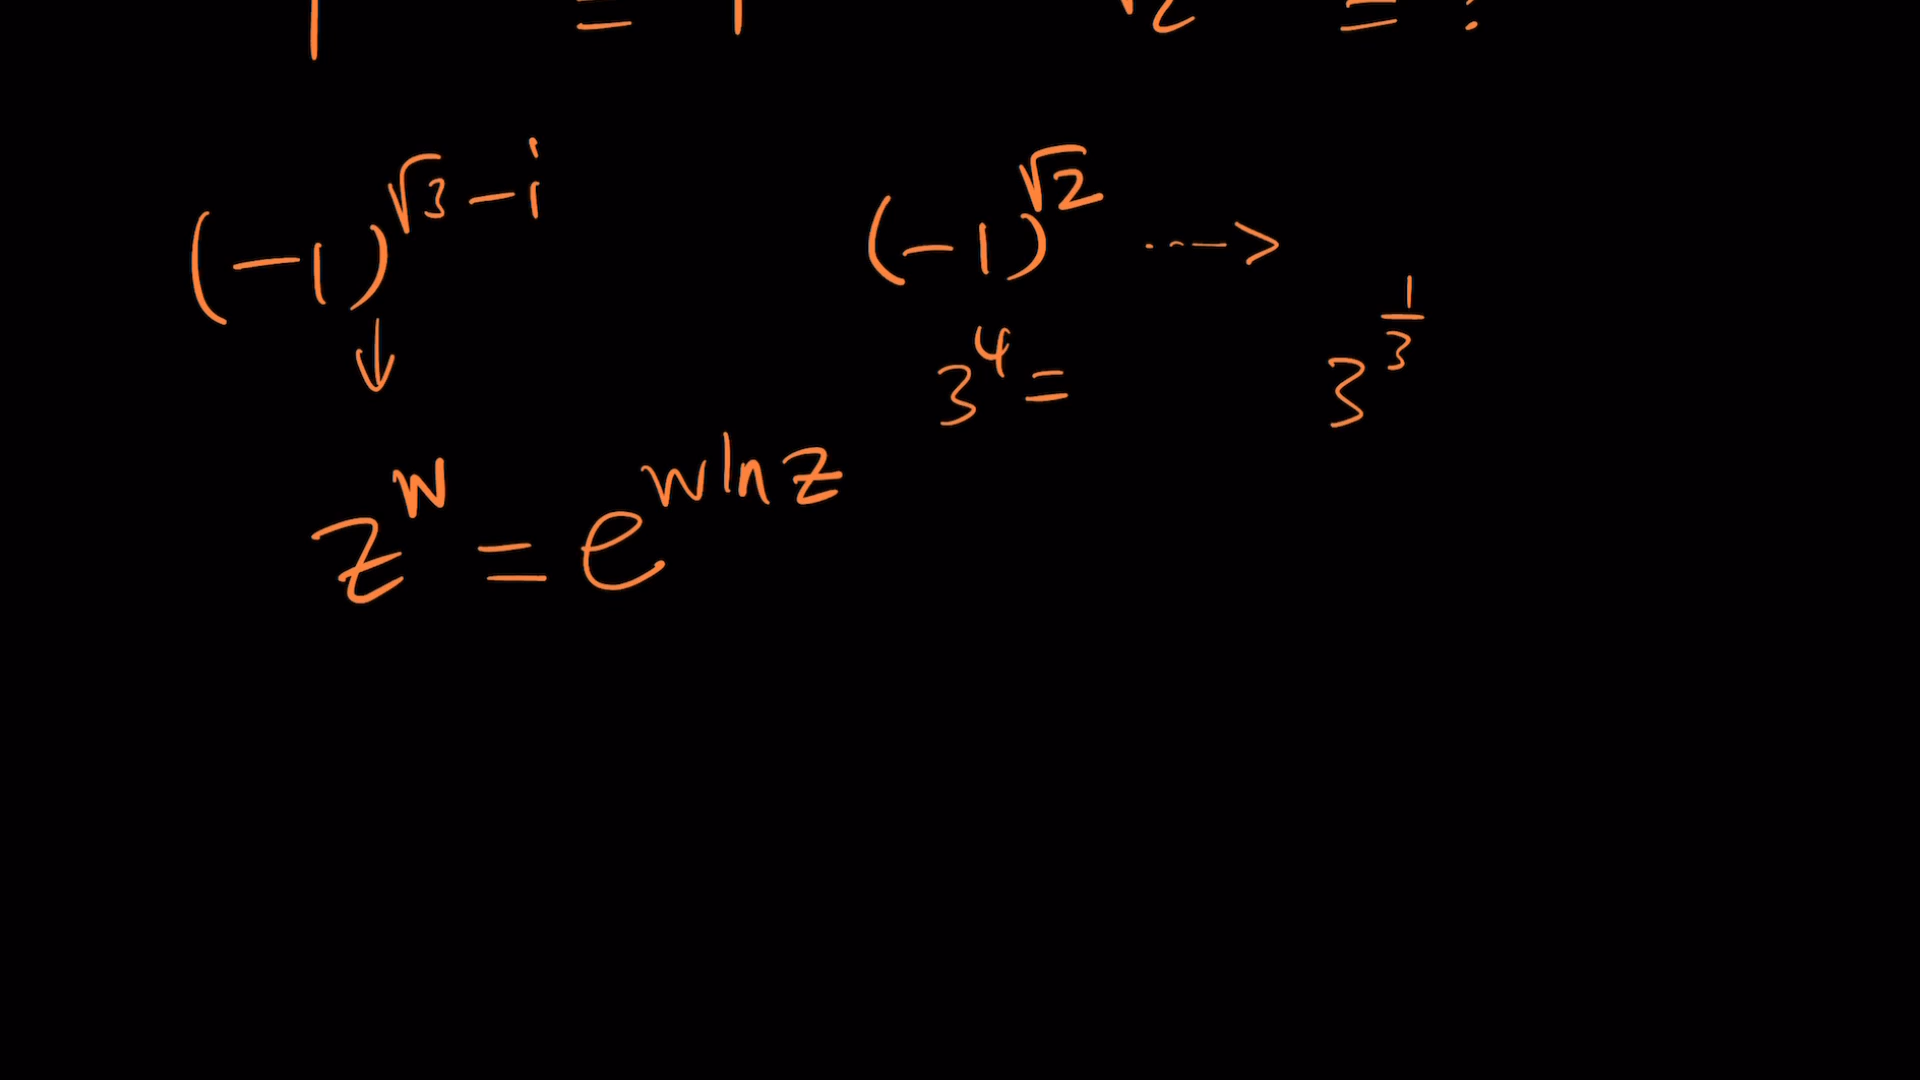 (-1)^{√3-i} (-1)^{√2} ---->
3^4 = 3^{1/3}
z^w = e^{w ln z}